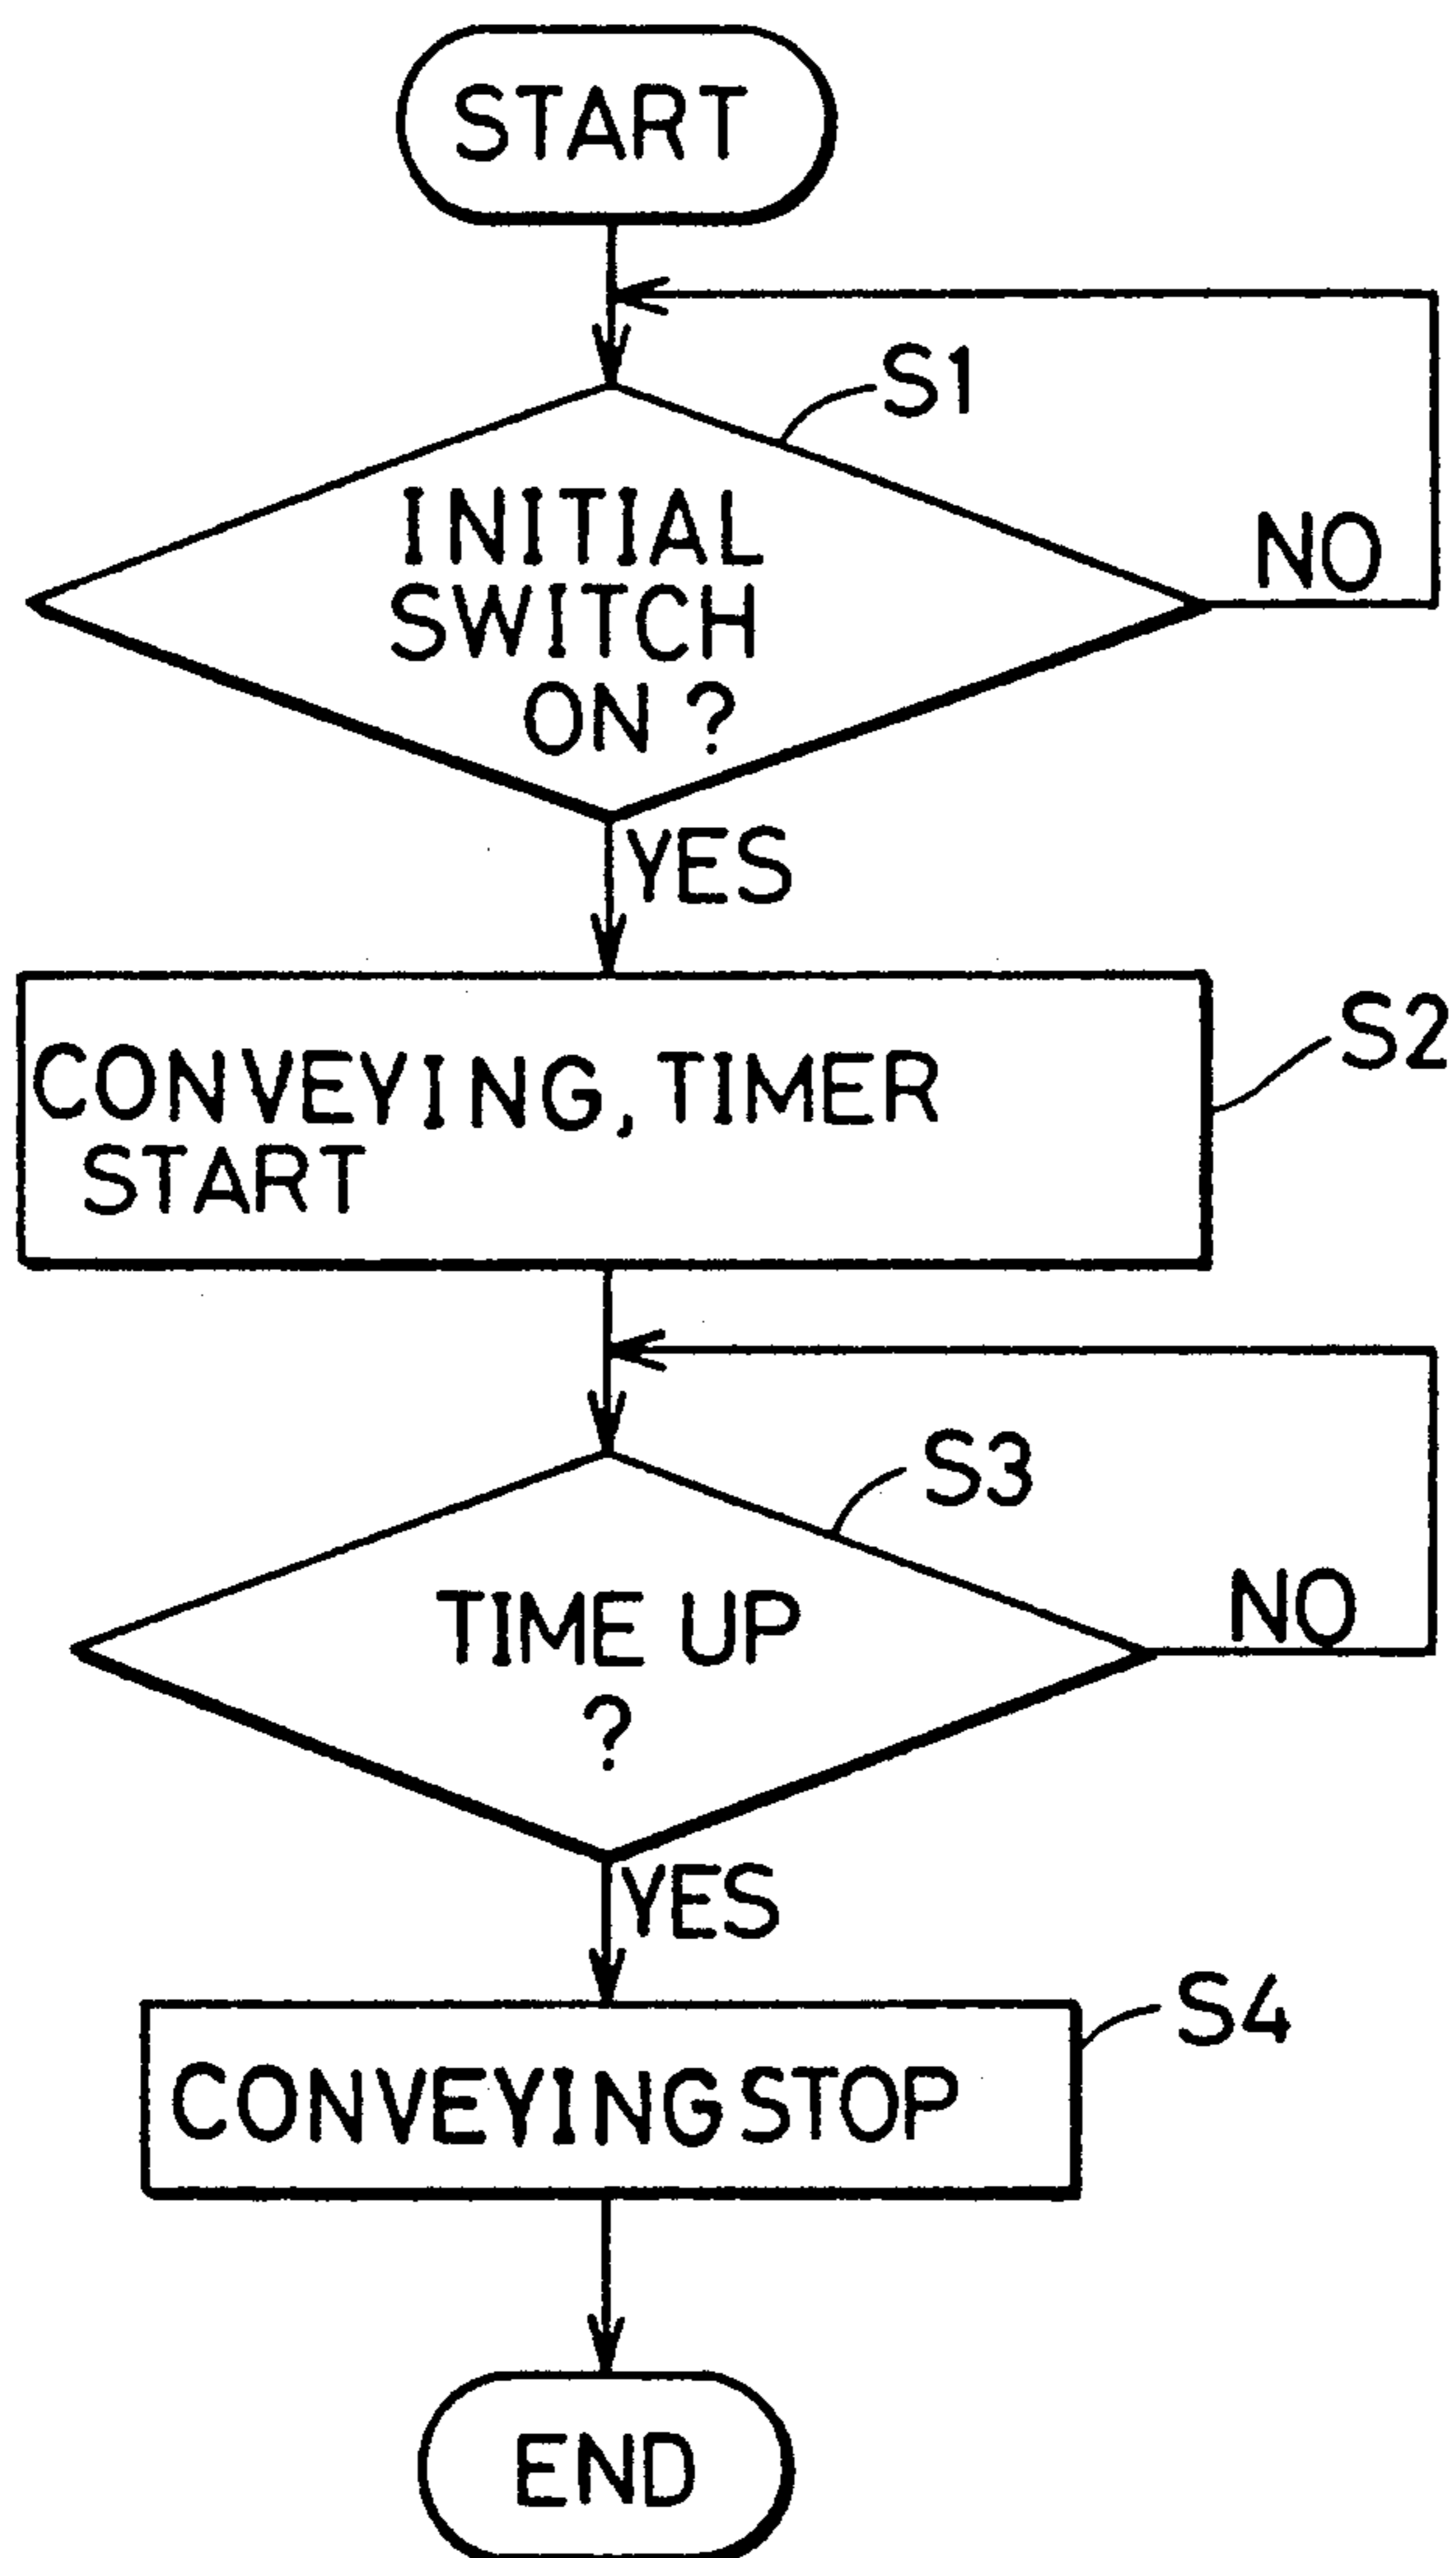 START
S1
INITIAL
SWITCH
ON ?
NO
YES
S2
CONVEYING, TIMER
START
S3
TIME UP
?
NO
YES
S4
CONVEYING STOP
END